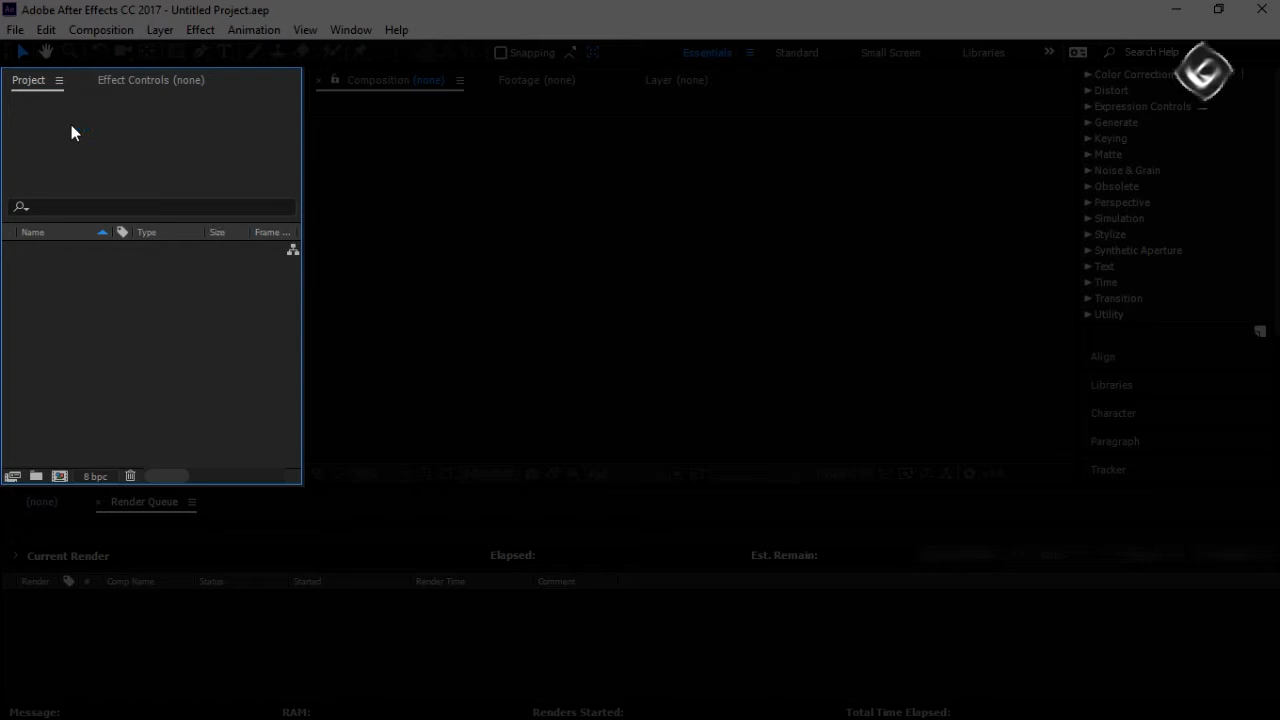 Adobe After Effects CC 2017 - Untitled Project.aep
File Edit Composition Layer Effect Animation View Window Help
Snapping Essentials Standard Small Screen Libraries Search Help
Project Effect Controls (none) Composition (none) Footage (none) Layer (none)
Color Correction
Distort
Expression Controls
Generate
Keying
Matte
Noise & Grain
Obsolete
Perspective
Simulation
Stylize
Synthetic Aperture
Text
Time
Transition
Utility
Align
Libraries
Character
Paragraph
Tracker
Name Type Size Frame ...
8 bpc
(none) Render Queue
Current Render Elapsed: Est. Remain:
Render # Comp Name Status Started Render Time Comment
Message: RAM: Renders Started: Total Time Elapsed: